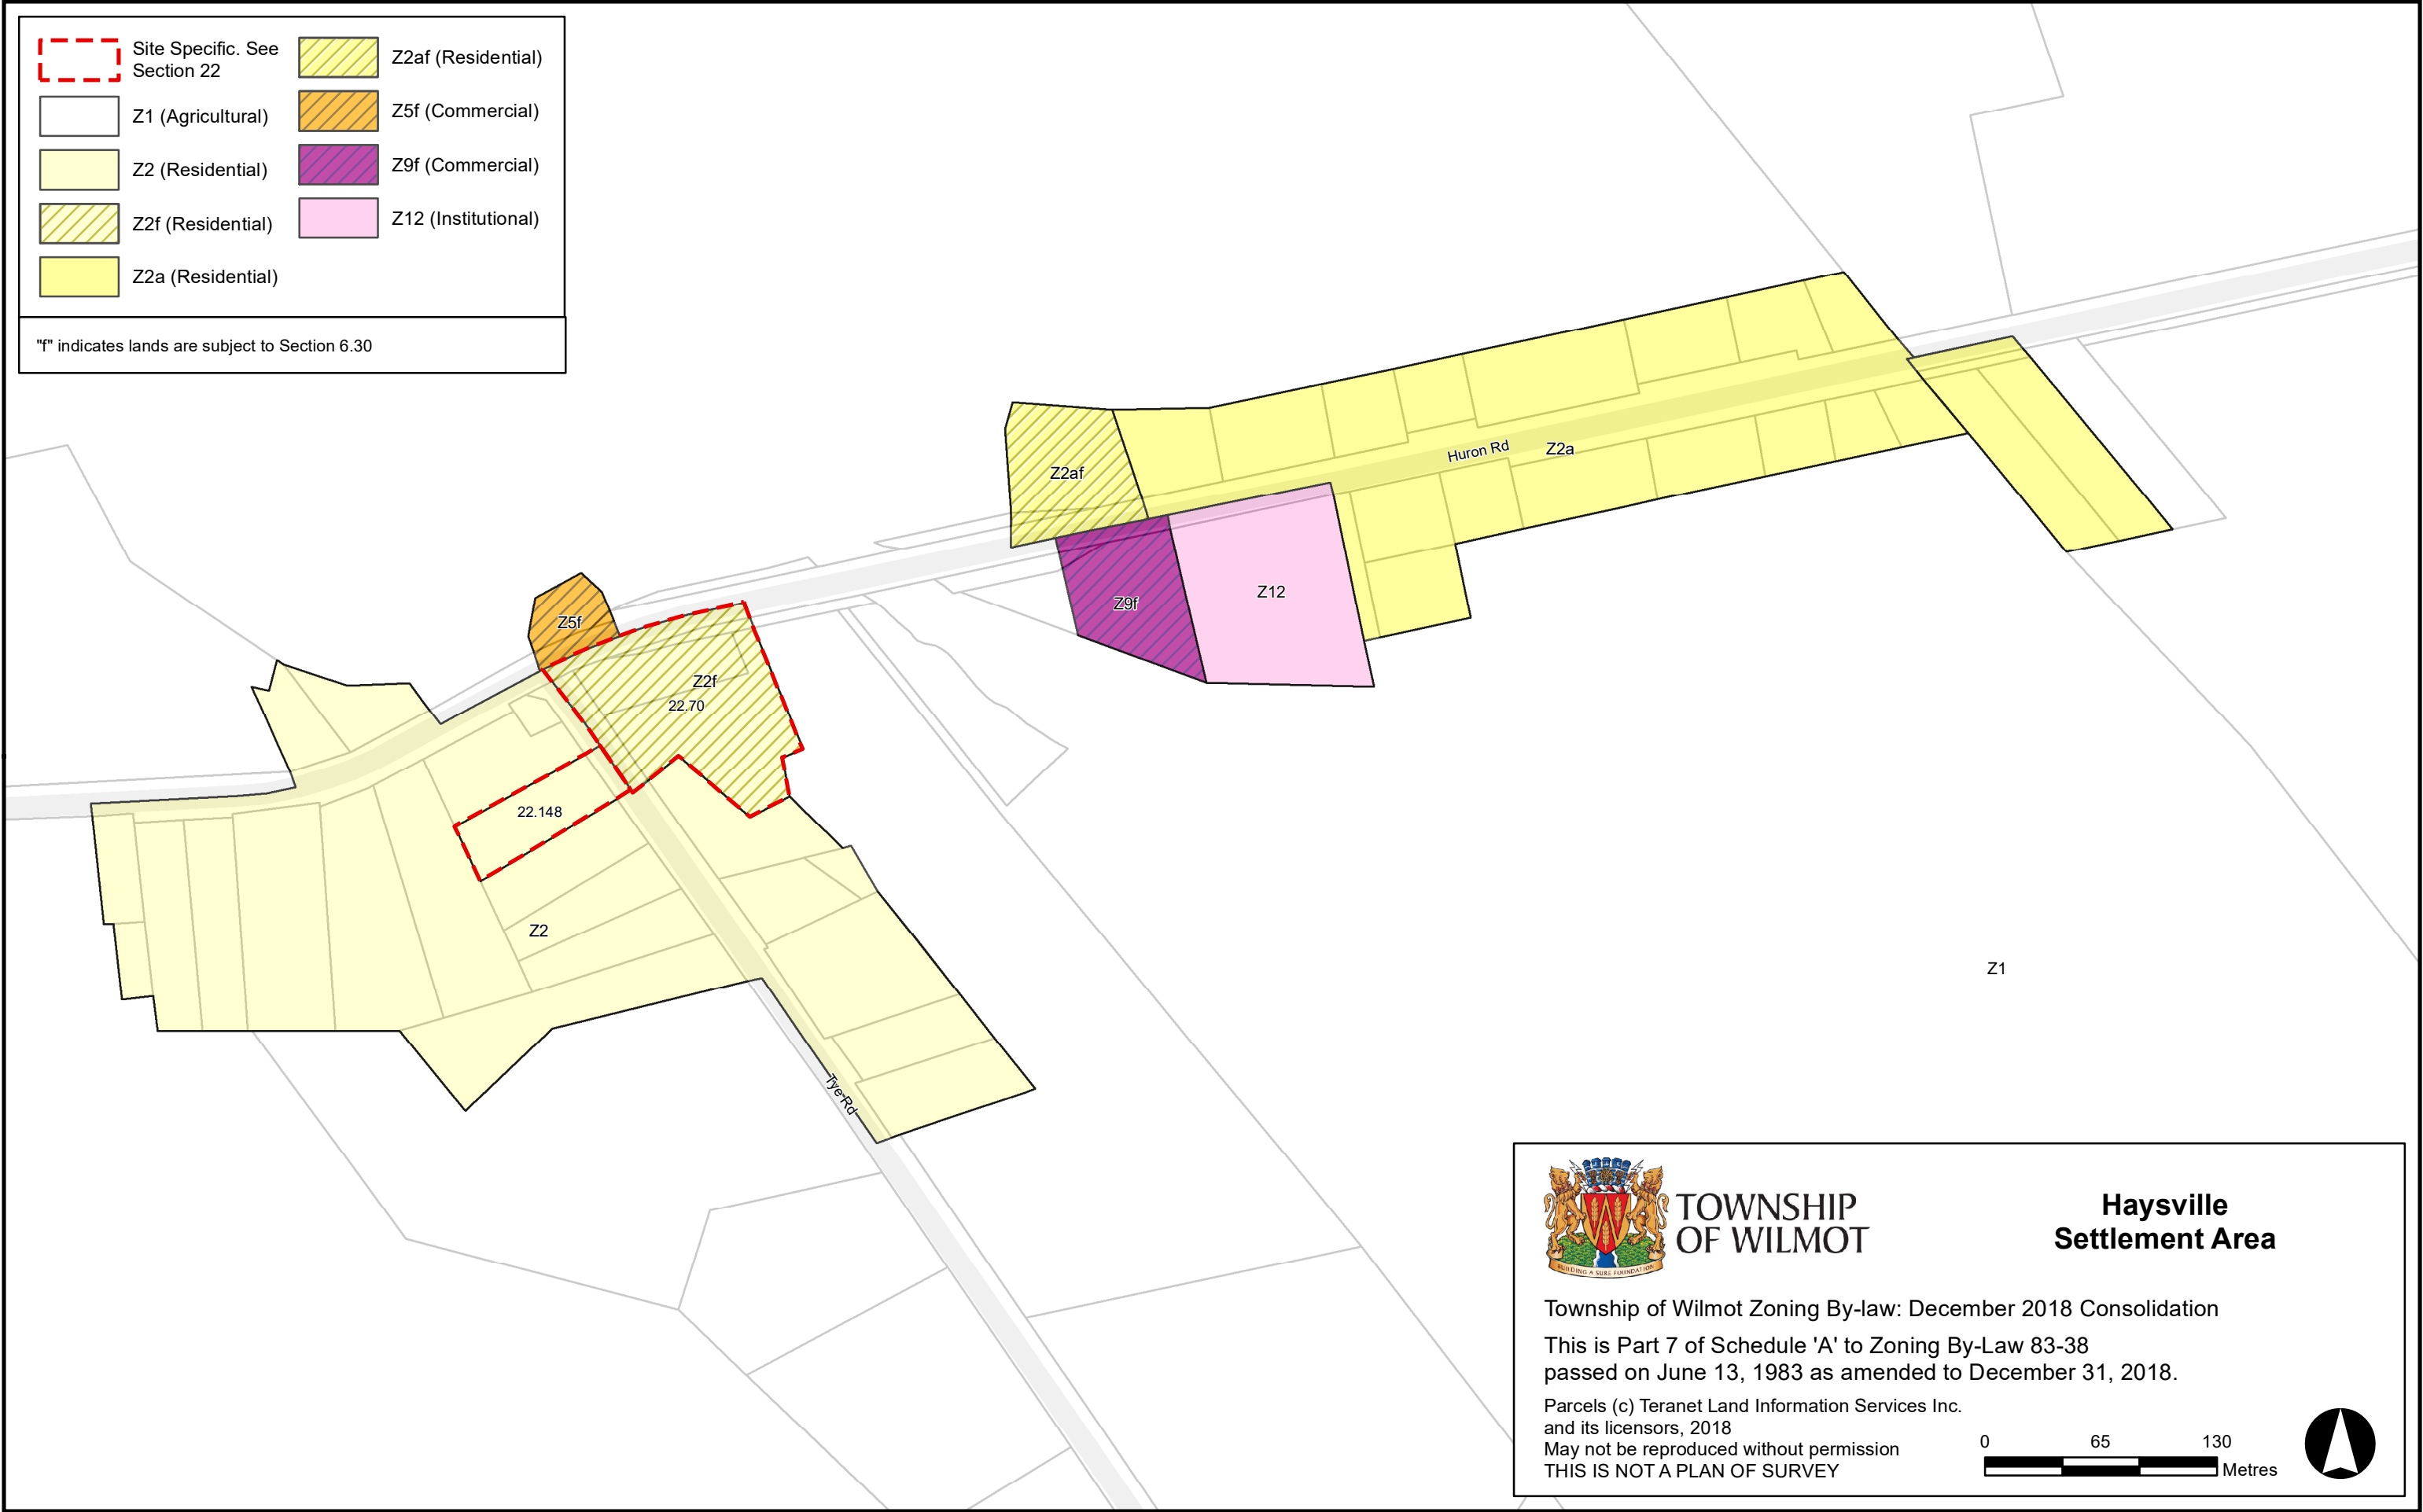 Site Specific. See
Section 22
Z1 (Agricultural)
Z2 (Residential)
Z2f (Residential)
Z2a (Residential)
Z2af (Residential)
Z5f (Commercial)
Z9f (Commercial)
Z12 (Institutional)
"f" indicates lands are subject to Section 6.30
Z2af
Huron Rd
Z2a
Z9f
Z12
Z5f
Z2f
22.70
22.148
Z2
Z1
Tye Rd
BUILDING A SURE FOUNDATION
TOWNSHIP
OF WILMOT
Haysville
Settlement Area
Township of Wilmot Zoning By-law: December 2018 Consolidation
This is Part 7 of Schedule 'A' to Zoning By-Law 83-38
passed on June 13, 1983 as amended to December 31, 2018.
Parcels (c) Teranet Land Information Services Inc.
and its licensors, 2018
May not be reproduced without permission
THIS IS NOT A PLAN OF SURVEY
0 65 130
Metres